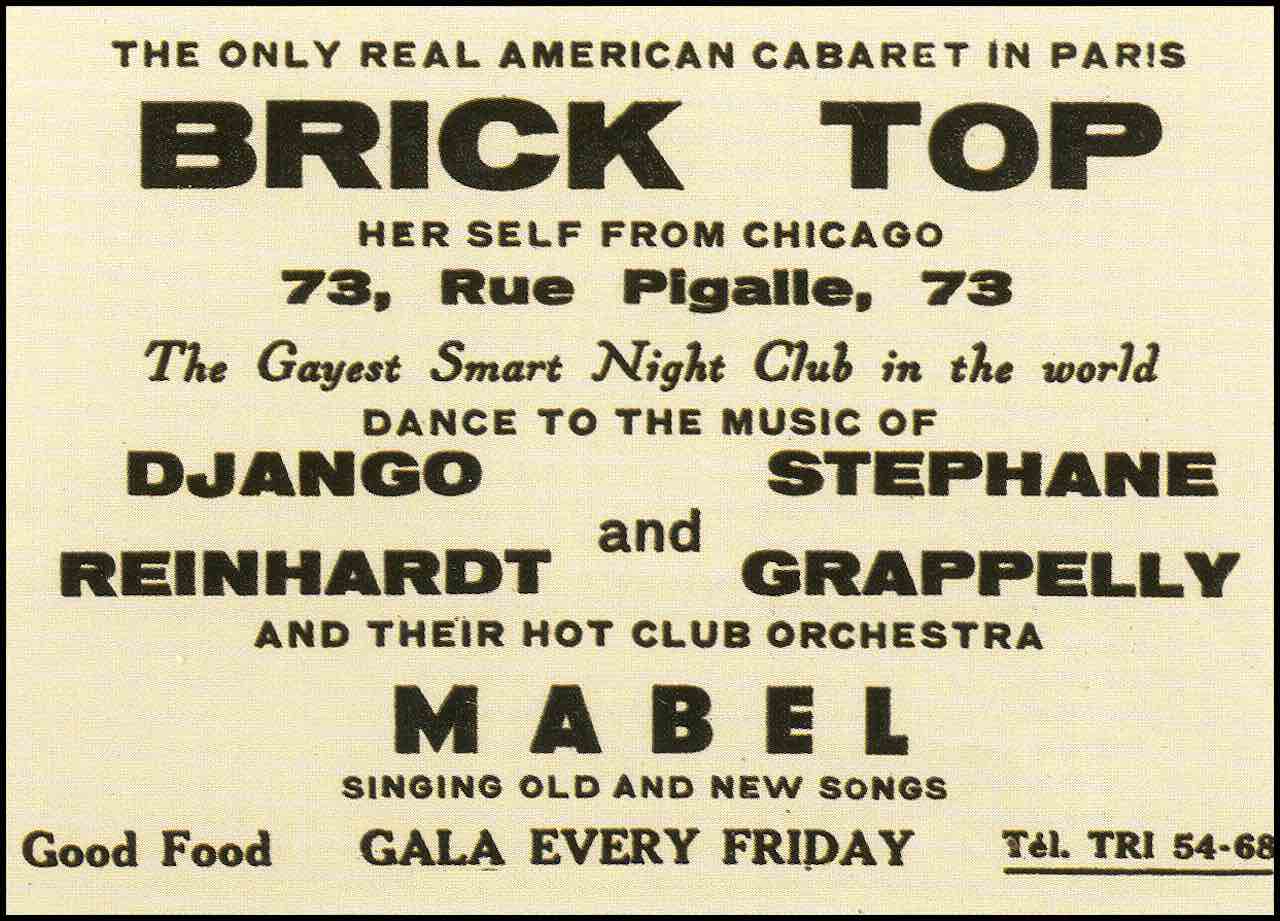 THE ONLY REAL AMERICAN CABARET IN PARIS
BRICK TOP
HER SELF FROM CHICAGO
73, Rue Pigalle, 73
The Gayest Smart Night Club in the world
DANCE TO THE MUSIC OF
DJANGO REINHARDT and STEPHANE GRAPPELLY
AND THEIR HOT CLUB ORCHESTRA
MABEL
SINGING OLD AND NEW SONGS
Good Food GALA EVERY FRIDAY Tél. TRI 54-68